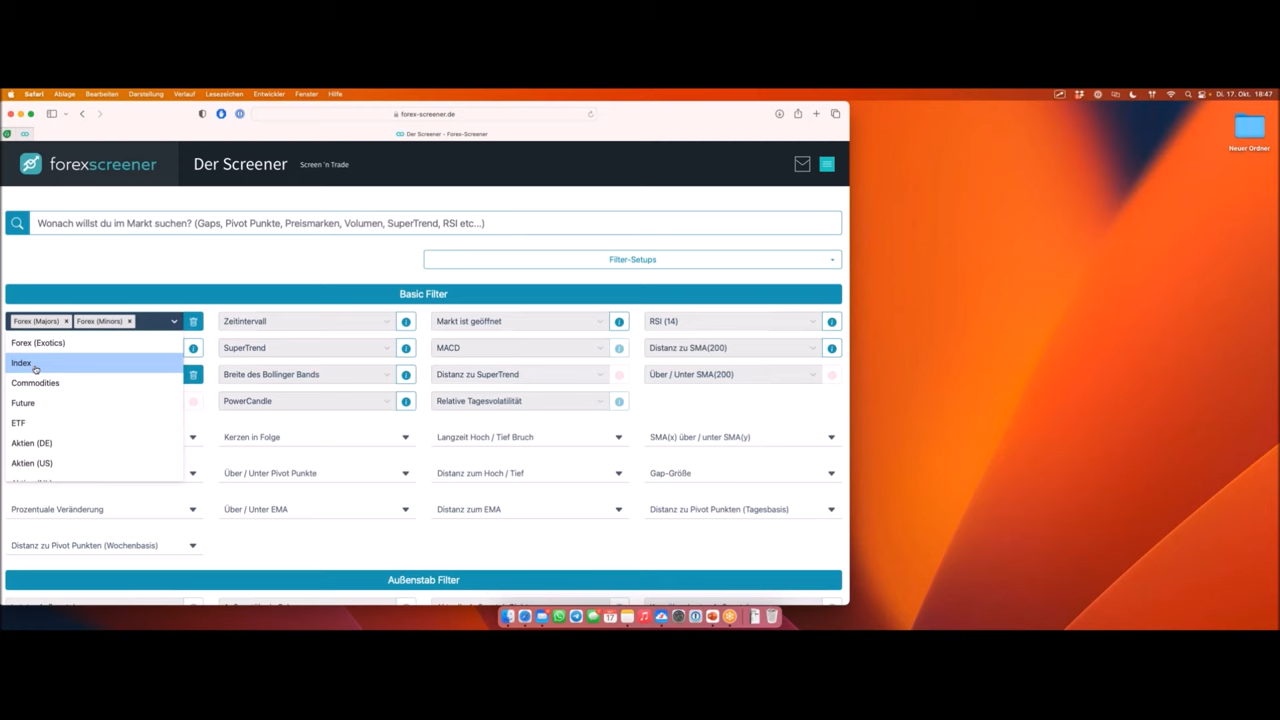 Safari Ablage Bearbeiten Darstellung Verlauf Lesezeichen Entwickler Fenster Hilfe
Di. 17. Okt. 18:47
forex-screener.de
Der Screener - Forex-Screener
Neuer Ordner
forexscreener Der Screener Screen 'n Trade
Wonach willst du im Markt suchen? (Gaps, Pivot Punkte, Preismarken, Volumen, SuperTrend, RSI etc...)
Filter-Setups
Basic Filter
Forex (Majors) × Forex (Minors) × Zeitintervall Markt ist geöffnet RSI (14)
Forex (Exotics) SuperTrend MACD Distanz zu SMA(200)
Index
Breite des Bollinger Bands Distanz zu SuperTrend Über / Unter SMA(200)
Commodities
Future PowerCandle Relative Tagesvolatilität
ETF
Aktien (DE) Kerzen in Folge Langzeit Hoch / Tief Bruch SMA(x) über / unter SMA(y)
Aktien (US)
Über / Unter Pivot Punkte Distanz zum Hoch / Tief Gap-Größe
Prozentuale Veränderung Über / Unter EMA Distanz zum EMA Distanz zu Pivot Punkten (Tagesbasis)
Distanz zu Pivot Punkten (Wochenbasis)
Außenstab Filter
17